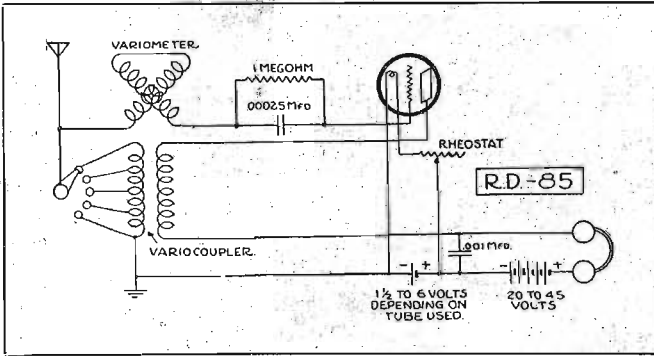 VARIOMETER
1 MEGOHM
.00025 MFD
RHEOSTAT
R.D.-85
VARIOCOUPLER.
.001 MFD.
- +
- +
1½ TO 6 VOLTS
DEPENDING ON
TUBE USED.
20 TO 45
VOLTS